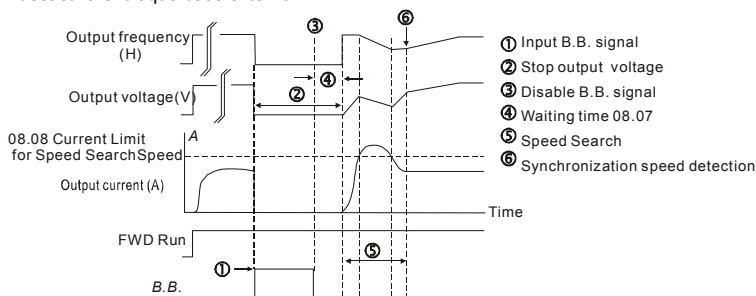 ③ ⑥
Output frequency
(H)
① Input B.B. signal
② Stop output voltage
③ Disable B.B. signal
④ Waiting time 08.07
⑤ Speed Search
⑥ Synchronization speed detection
④
Output voltage(V)
②
08.08 Current Limit
for Speed SearchSpeed
A
Output current (A)
Time
FWD Run
⑤
①
B.B.